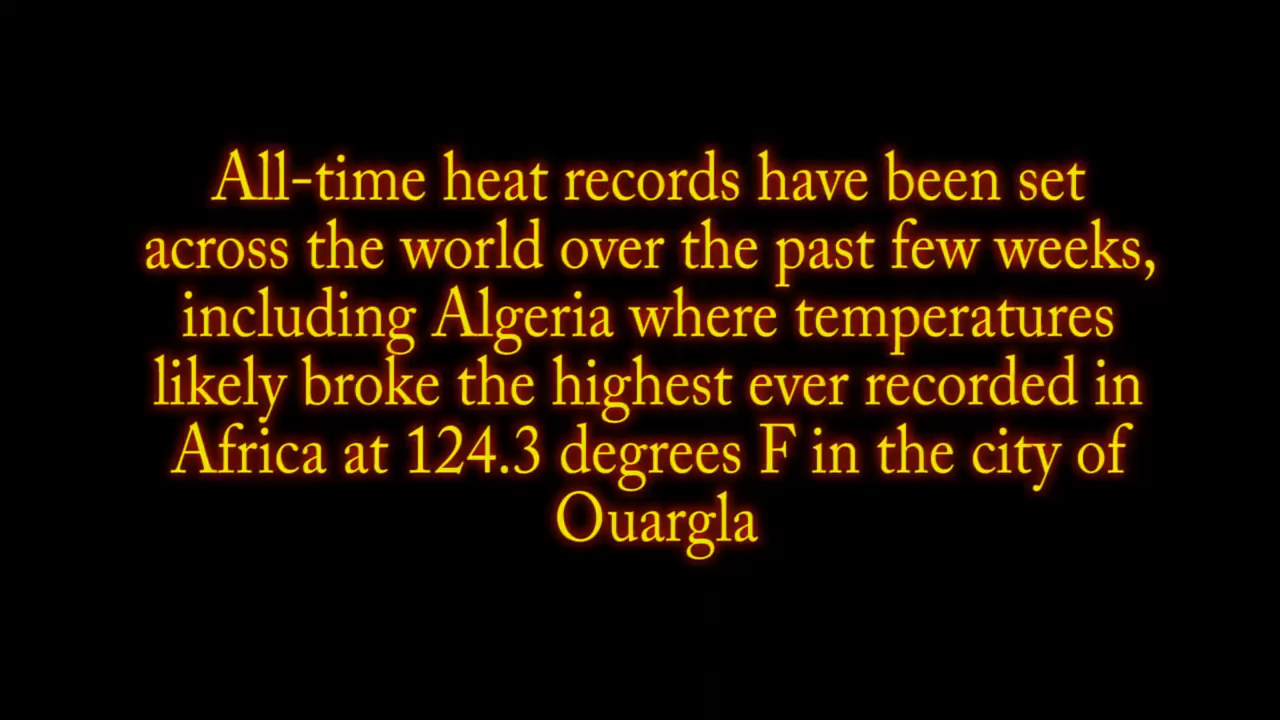 All-time heat records have been set
across the world over the past few weeks,
including Algeria where temperatures
likely broke the highest ever recorded in
Africa at 124.3 degrees F in the city of
Ouargla